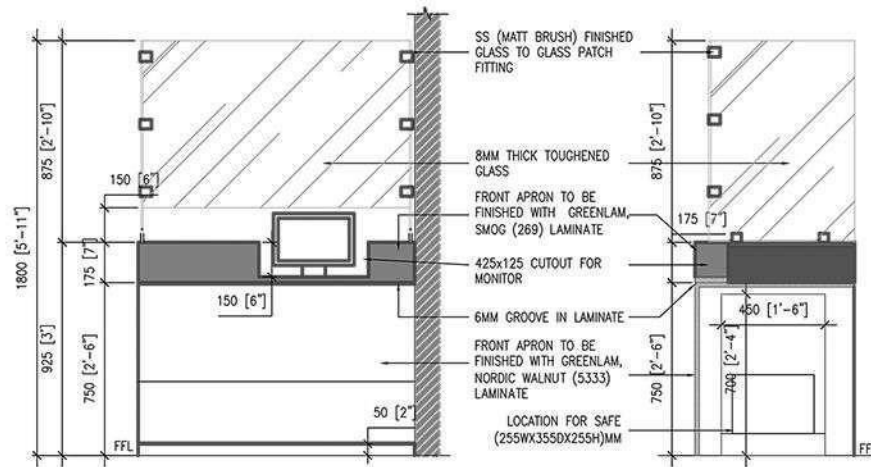 SS (MATT BRUSH) FINISHED
GLASS TO GLASS PATCH
FITTING
8MM THICK TOUGHENED
GLASS
FRONT APRON TO BE
FINISHED WITH GREENLAM,
SMOG (269) LAMINATE
425x125 CUTOUT FOR
MONITOR
6MM GROOVE IN LAMINATE
FRONT APRON TO BE
FINISHED WITH GREENLAM,
NORDIC WALNUT (5333)
LAMINATE
LOCATION FOR SAFE
(255WX355DX255H)MM
1800 [5'-11"]
875 [2'-10"]
925 [3']
150 [6"]
175 [7"]
750 [2'-6"]
150 [6"]
50 [2"]
FFL
875 [2'-10"]
175 [7"]
750 [2'-6"]
450 [1'-6"]
700 [2'-4"]
FF